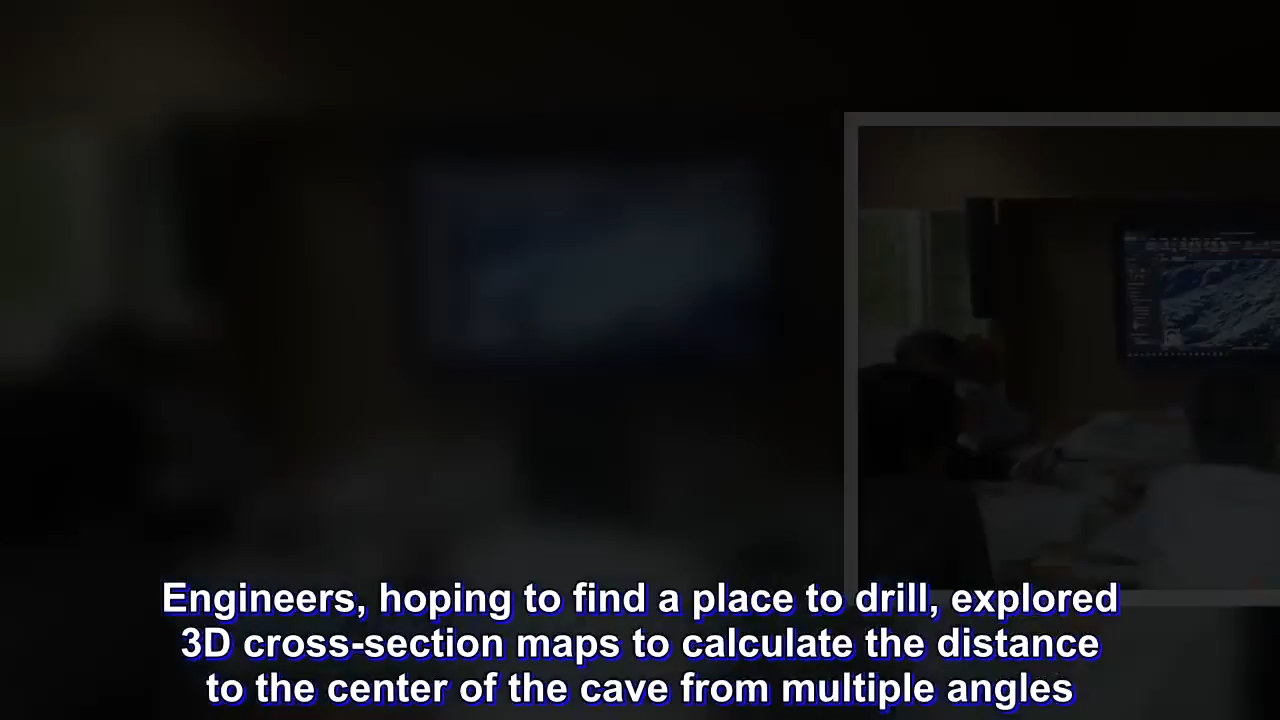 Engineers, hoping to find a place to drill, explored
3D cross-section maps to calculate the distance
to the center of the cave from multiple angles